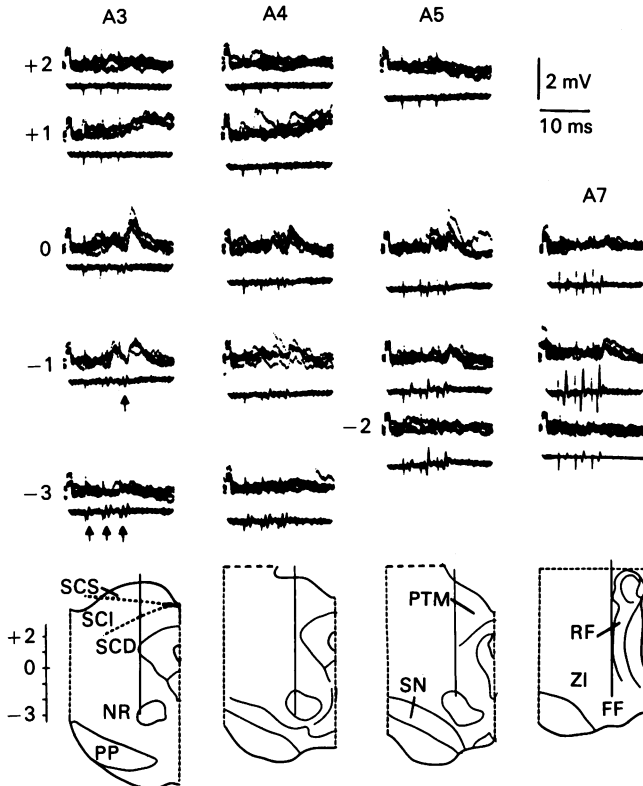 A3 A4 A5
+2
2 mV
10 ms
+1
A7
0
−1
−2
−3
SCS
SCI
SCD
PTM
RF
+2
0
−3
NR
SN
ZI
FF
PP